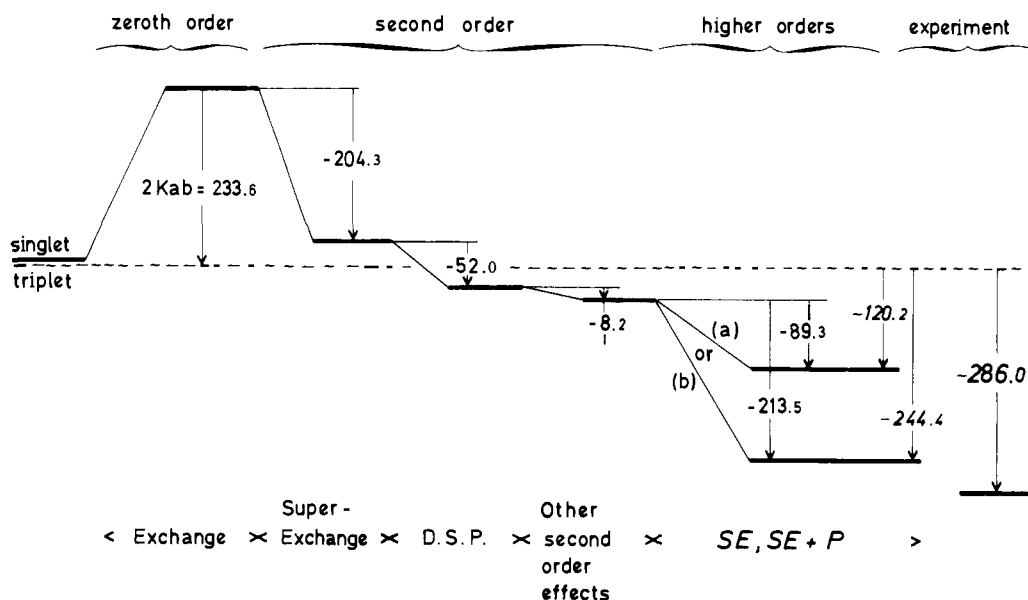 zeroth order
second order
higher orders
experiment
-204.3
2 Kab = 233.6
singlet
triplet
-52.0
-8.2
(a)
or
(b)
-89.3
~120.2
-213.5
-244.4
~286.0
< Exchange ×
Super-
Exchange ×
D.S.P. ×
Other
second ×
order
effects
SE, SE + P >